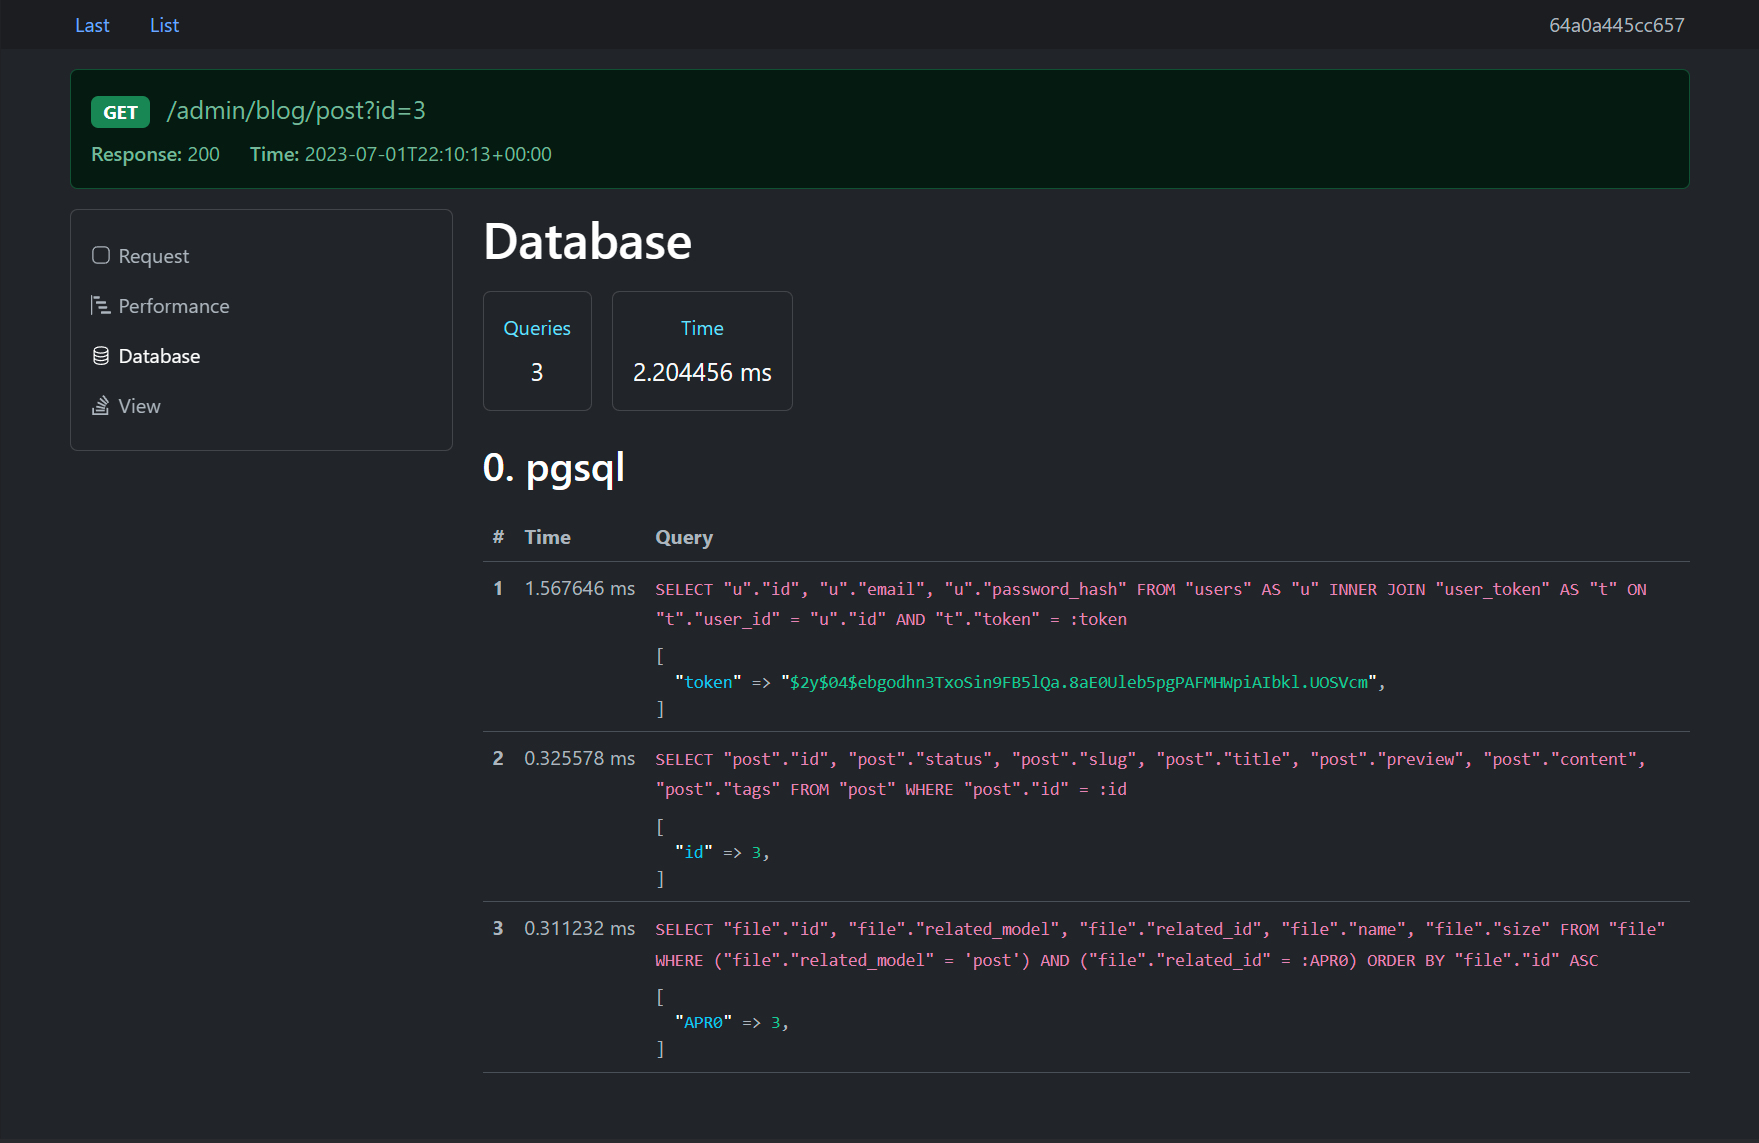 Last List 64a0a445cc657
GET /admin/blog/post?id=3
Response: 200 Time: 2023-07-01T22:10:13+00:00
Request
Performance
Database
View
Database
Queries
3
Time
2.204456 ms
0. pgsql
# Time Query
1 1.567646 ms SELECT "u"."id", "u"."email", "u"."password_hash" FROM "users" AS "u" INNER JOIN "user_token" AS "t" ON
"t"."user_id" = "u"."id" AND "t"."token" = :token
[
"token" => "$2y$04$ebgodhn3TxoSin9FB5lQa.8aE0Uleb5pgPAFMHWpiAIbkl.UOSVcm",
]
2 0.325578 ms SELECT "post"."id", "post"."status", "post"."slug", "post"."title", "post"."preview", "post"."content",
"post"."tags" FROM "post" WHERE "post"."id" = :id
[
"id" => 3,
]
3 0.311232 ms SELECT "file"."id", "file"."related_model", "file"."related_id", "file"."name", "file"."size" FROM "file"
WHERE ("file"."related_model" = 'post') AND ("file"."related_id" = :APR0) ORDER BY "file"."id" ASC
[
"APR0" => 3,
]